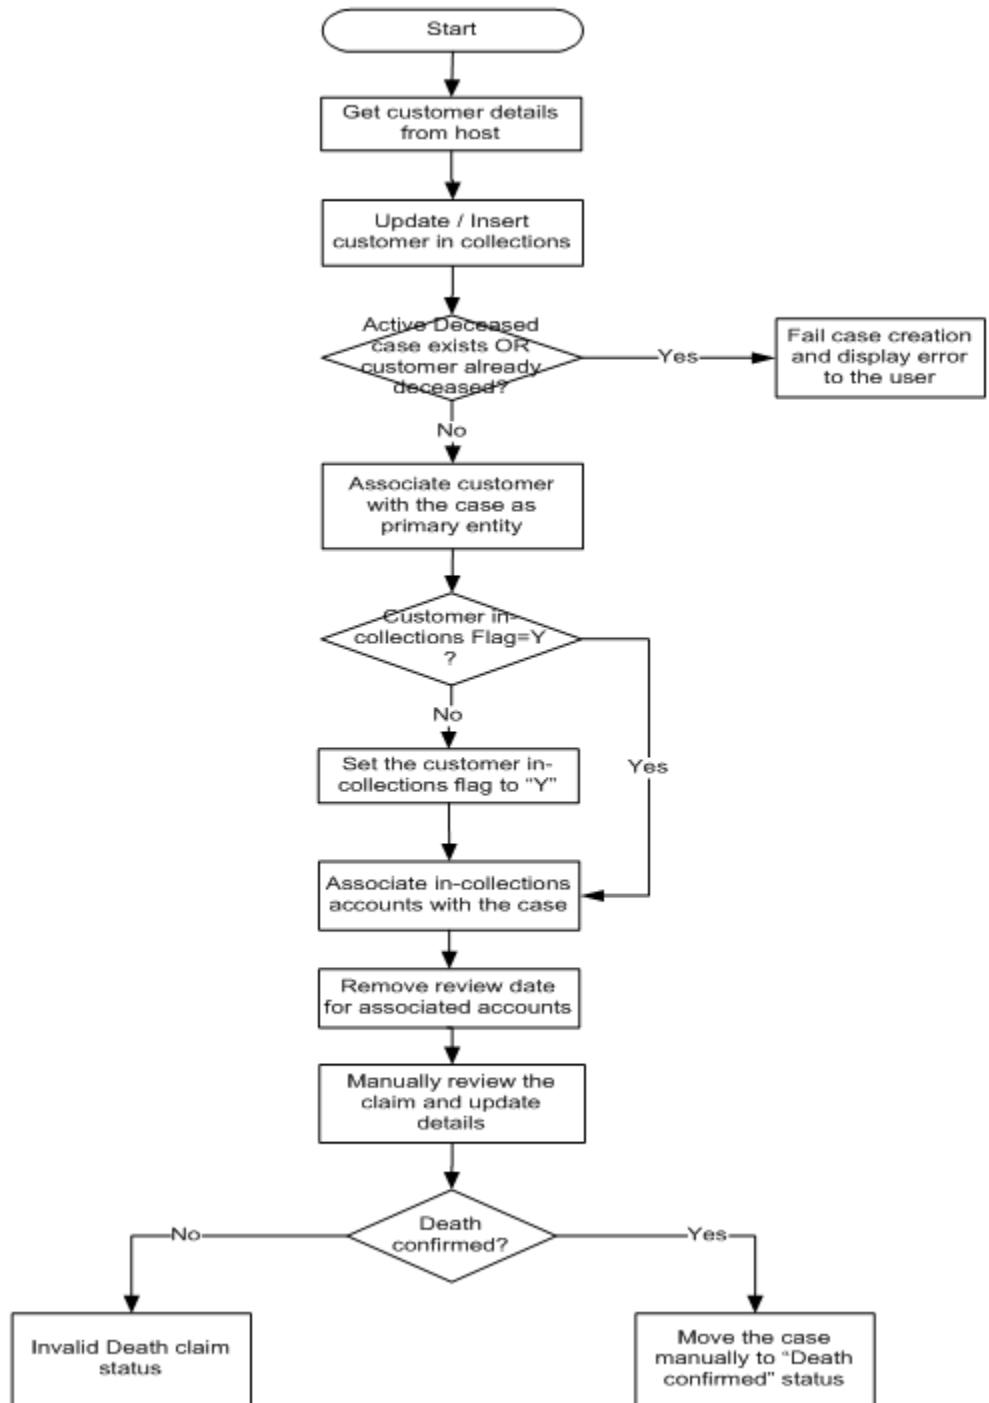 Start
Get customer details
from host
Update / Insert
customer in collections
Active Deceased
case exists OR
customer already
deceased?
Yes
Fail case creation
and display error
to the user
No
Associate customer
with the case as
primary entity
Customer in-
collections Flag=Y
?
No
Set the customer in-
collections flag to “Y”
Yes
Associate in-collections
accounts with the case
Remove review date
for associated accounts
Manually review the
claim and update
details
Death
confirmed?
No
Yes
Invalid Death claim
status
Move the case
manually to “Death
confirmed” status